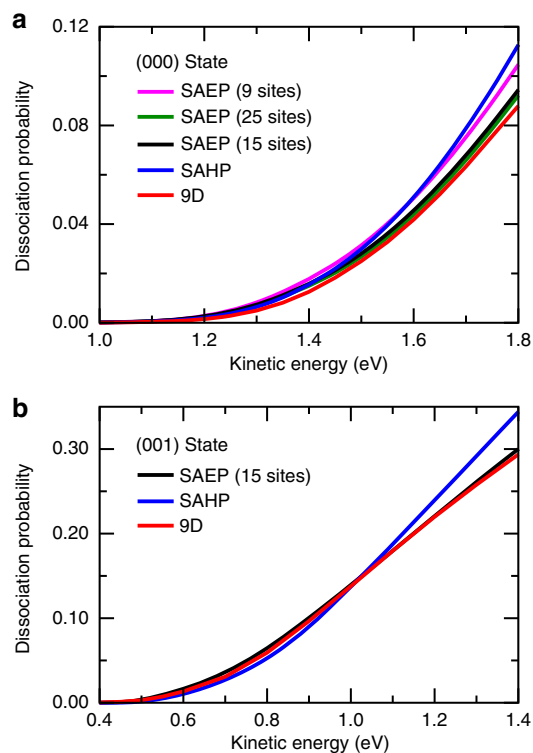 a
0.12
0.08
0.04
0.00
Dissociation probability
(000) State
SAEP (9 sites)
SAEP (25 sites)
SAEP (15 sites)
SAHP
9D
1.0 1.2 1.4 1.6 1.8
Kinetic energy (eV)
b
0.30
0.20
0.10
0.00
Dissociation probability
(001) State
SAEP (15 sites)
SAHP
9D
0.4 0.6 0.8 1.0 1.2 1.4
Kinetic energy (eV)